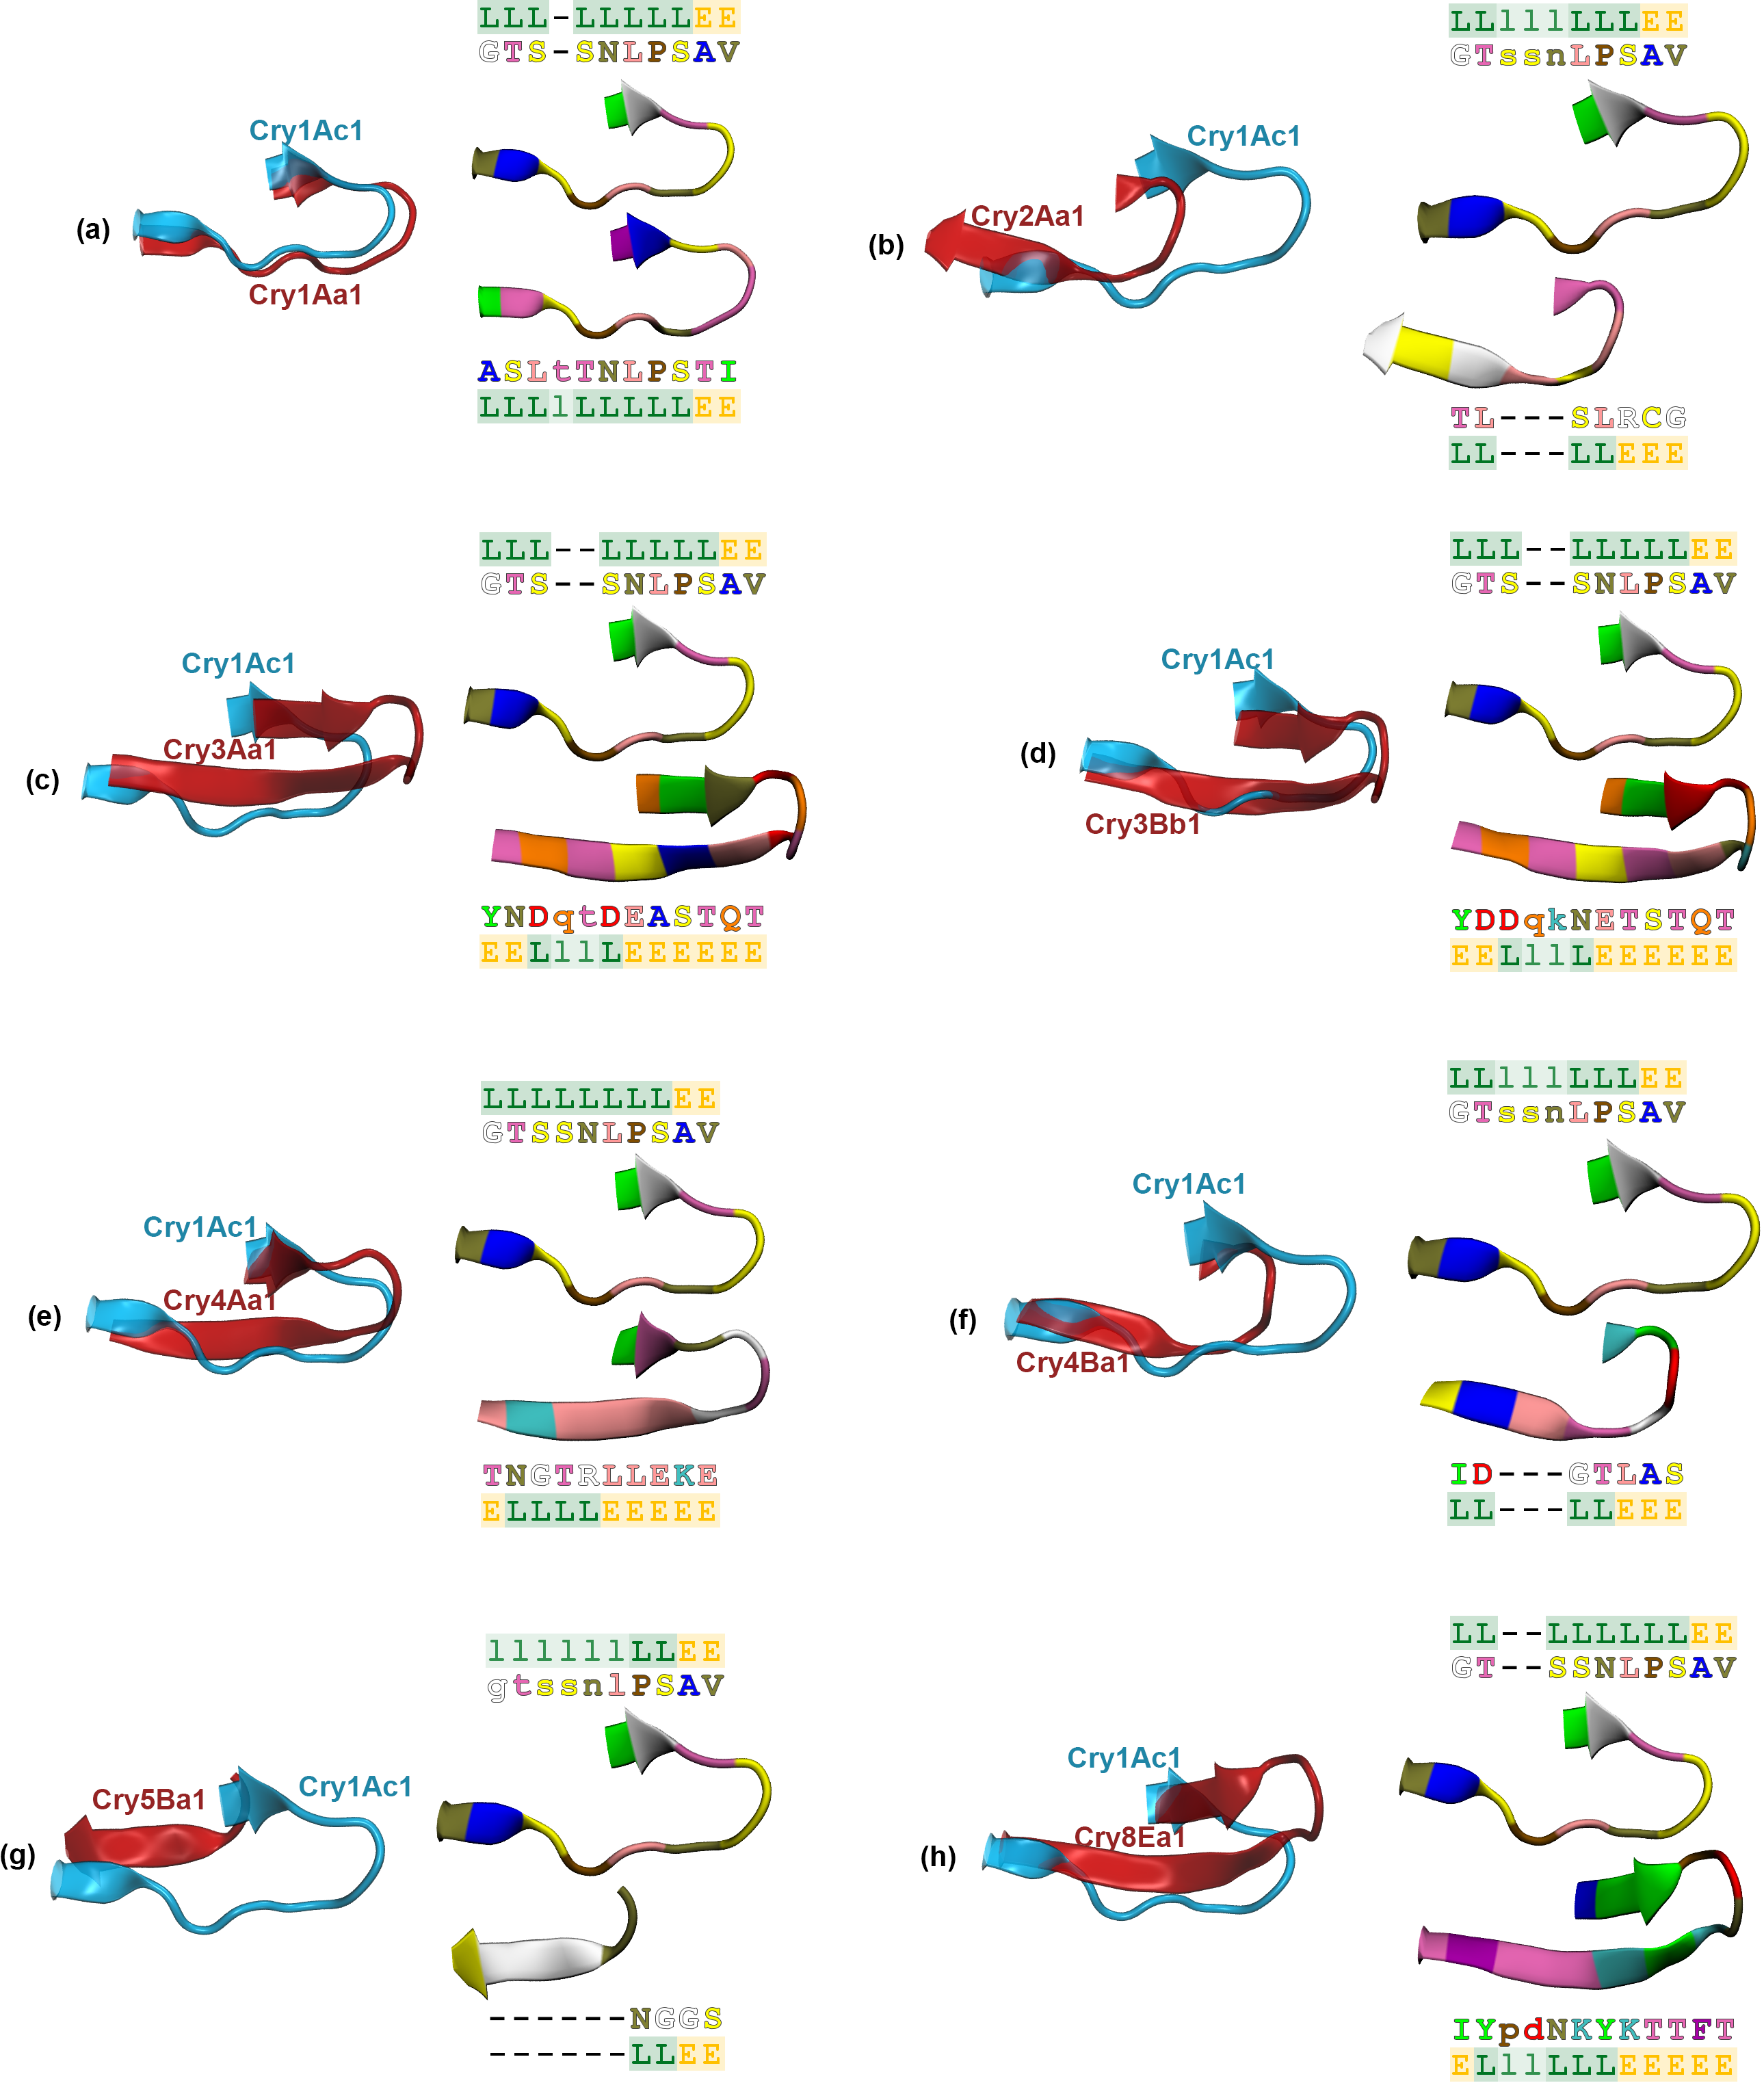 LLL-LLLLLEE
GTS-SNLPSAV
Cry1Ac1
(a)
Cry1Aa1
ASLtTNLPSTI
LLLlLLLLLEE
LLlllLLLEE
GTssnLPSAV
Cry1Ac1
Cry2Aa1
(b)
TL---SLRCG
LL---LLEEE
LLL--LLLLLEE
GTS--SNLPSAV
Cry1Ac1
Cry3Aa1
(c)
YNDqtDEASTQT
EELllLEEEEEE
LLL--LLLLLEE
GTS--SNLPSAV
Cry1Ac1
(d)
Cry3Bb1
YDDqkNETSTQT
EELllLEEEEEE
LLLLLLLLEE
GTSSNLPSAV
Cry1Ac1
Cry4Aa1
(e)
TNGTRLLEKE
ELLLLEEEEE
LLlllLLLEE
GTssnLPSAV
Cry1Ac1
(f)
Cry4Ba1
ID---GTLAS
LL---LLEEE
llllllLLEE
gtssnlPSAV
Cry5Ba1
Cry1Ac1
(g)
------NGGS
------LLEE
LL--LLLLLLEE
GT--SSNLPSAV
Cry1Ac1
Cry8Ea1
(h)
IYpdNKYKTTFT
ELllLLLEEEEE